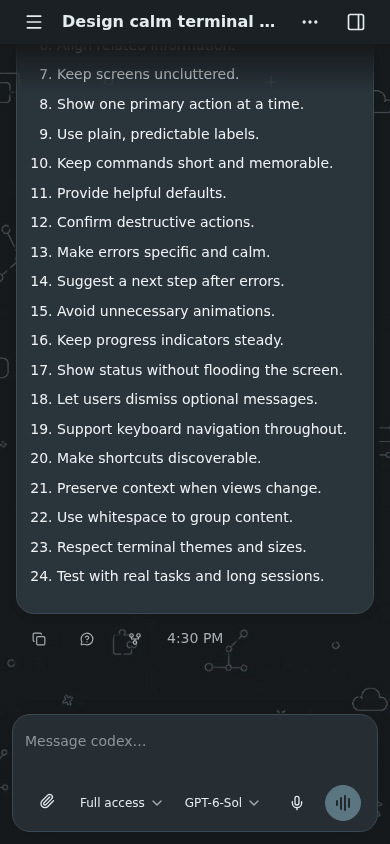 Design calm terminal ...
6. Align related information.
7. Keep screens uncluttered.
8. Show one primary action at a time.
9. Use plain, predictable labels.
10. Keep commands short and memorable.
11. Provide helpful defaults.
12. Confirm destructive actions.
13. Make errors specific and calm.
14. Suggest a next step after errors.
15. Avoid unnecessary animations.
16. Keep progress indicators steady.
17. Show status without flooding the screen.
18. Let users dismiss optional messages.
19. Support keyboard navigation throughout.
20. Make shortcuts discoverable.
21. Preserve context when views change.
22. Use whitespace to group content.
23. Respect terminal themes and sizes.
24. Test with real tasks and long sessions.
4:30 PM
Message codex...
Full access GPT-6-Sol